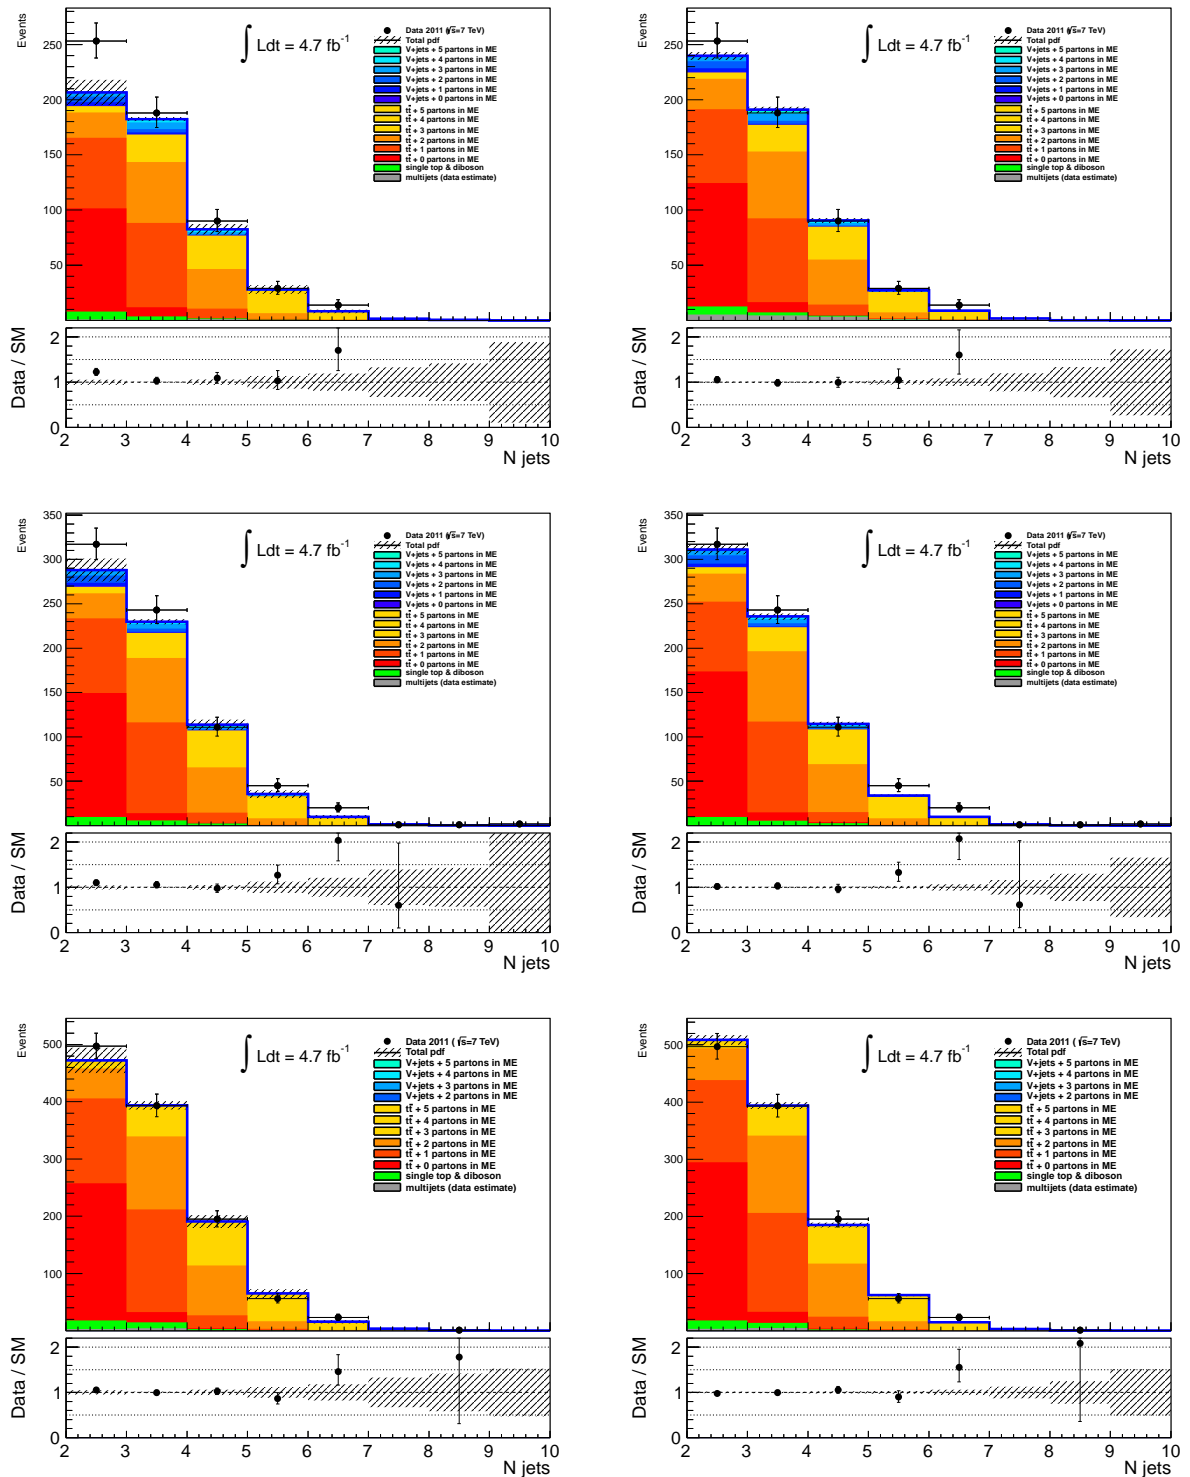 Events
250
200
150
100
50
∫ Ldt = 4.7 fb-1
Data 2011 (√s=7 TeV)
Total pdf
V+jets + 5 partons in ME
V+jets + 4 partons in ME
V+jets + 3 partons in ME
V+jets + 2 partons in ME
V+jets + 1 partons in ME
V+jets + 0 partons in ME
tt̄ + 5 partons in ME
tt̄ + 4 partons in ME
tt̄ + 3 partons in ME
tt̄ + 2 partons in ME
tt̄ + 1 partons in ME
tt̄ + 0 partons in ME
single top & diboson
multijets (data estimate)
Data / SM
2
1
0
2 3 4 5 6 7 8 9 10
N jets
Events
250
200
150
100
50
∫ Ldt = 4.7 fb-1
Data 2011 (√s=7 TeV)
Total pdf
V+jets + 5 partons in ME
V+jets + 4 partons in ME
V+jets + 3 partons in ME
V+jets + 2 partons in ME
V+jets + 1 partons in ME
V+jets + 0 partons in ME
tt̄ + 5 partons in ME
tt̄ + 4 partons in ME
tt̄ + 3 partons in ME
tt̄ + 2 partons in ME
tt̄ + 1 partons in ME
tt̄ + 0 partons in ME
single top & diboson
multijets (data estimate)
Data / SM
2
1
0
2 3 4 5 6 7 8 9 10
N jets
Events
350
300
250
200
150
100
50
∫ Ldt = 4.7 fb-1
Data 2011 (√s=7 TeV)
Total pdf
V+jets + 5 partons in ME
V+jets + 4 partons in ME
V+jets + 3 partons in ME
V+jets + 2 partons in ME
V+jets + 1 partons in ME
V+jets + 0 partons in ME
tt̄ + 5 partons in ME
tt̄ + 4 partons in ME
tt̄ + 3 partons in ME
tt̄ + 2 partons in ME
tt̄ + 1 partons in ME
tt̄ + 0 partons in ME
single top & diboson
multijets (data estimate)
Data / SM
2
1
0
2 3 4 5 6 7 8 9 10
N jets
Events
350
300
250
200
150
100
50
∫ Ldt = 4.7 fb-1
Data 2011 (√s=7 TeV)
Total pdf
V+jets + 5 partons in ME
V+jets + 4 partons in ME
V+jets + 3 partons in ME
V+jets + 2 partons in ME
V+jets + 1 partons in ME
V+jets + 0 partons in ME
tt̄ + 5 partons in ME
tt̄ + 4 partons in ME
tt̄ + 3 partons in ME
tt̄ + 2 partons in ME
tt̄ + 1 partons in ME
tt̄ + 0 partons in ME
single top & diboson
multijets (data estimate)
Data / SM
2
1
0
2 3 4 5 6 7 8 9 10
N jets
Events
500
400
300
200
100
∫ Ldt = 4.7 fb-1
Data 2011 (√s=7 TeV)
Total pdf
V+jets + 5 partons in ME
V+jets + 4 partons in ME
V+jets + 3 partons in ME
V+jets + 2 partons in ME
tt̄ + 5 partons in ME
tt̄ + 4 partons in ME
tt̄ + 3 partons in ME
tt̄ + 2 partons in ME
tt̄ + 1 partons in ME
tt̄ + 0 partons in ME
single top & diboson
multijets (data estimate)
Data / SM
2
1
0
2 3 4 5 6 7 8 9 10
N jets
Events
500
400
300
200
100
∫ Ldt = 4.7 fb-1
Data 2011 (√s=7 TeV)
Total pdf
V+jets + 5 partons in ME
V+jets + 4 partons in ME
V+jets + 3 partons in ME
V+jets + 2 partons in ME
tt̄ + 5 partons in ME
tt̄ + 4 partons in ME
tt̄ + 3 partons in ME
tt̄ + 2 partons in ME
tt̄ + 1 partons in ME
tt̄ + 0 partons in ME
single top & diboson
multijets (data estimate)
Data / SM
2
1
0
2 3 4 5 6 7 8 9 10
N jets